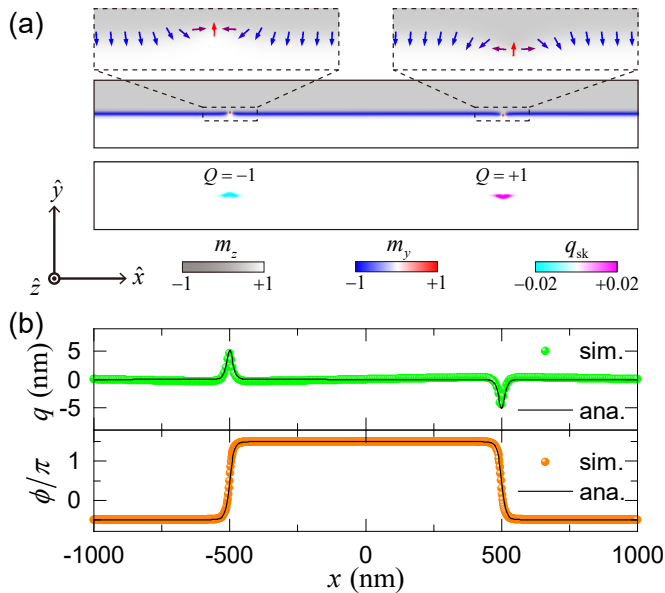 (a)
Q = −1
Q = +1
ŷ
ẑ
x̂
m_z
m_y
q_sk
−1 +1
−1 +1
−0.02 +0.02
(b)
q (nm)
5
0
-5
sim.
ana.
ϕ/π
1
0
sim.
ana.
-1000 -500 0 500 1000
x (nm)